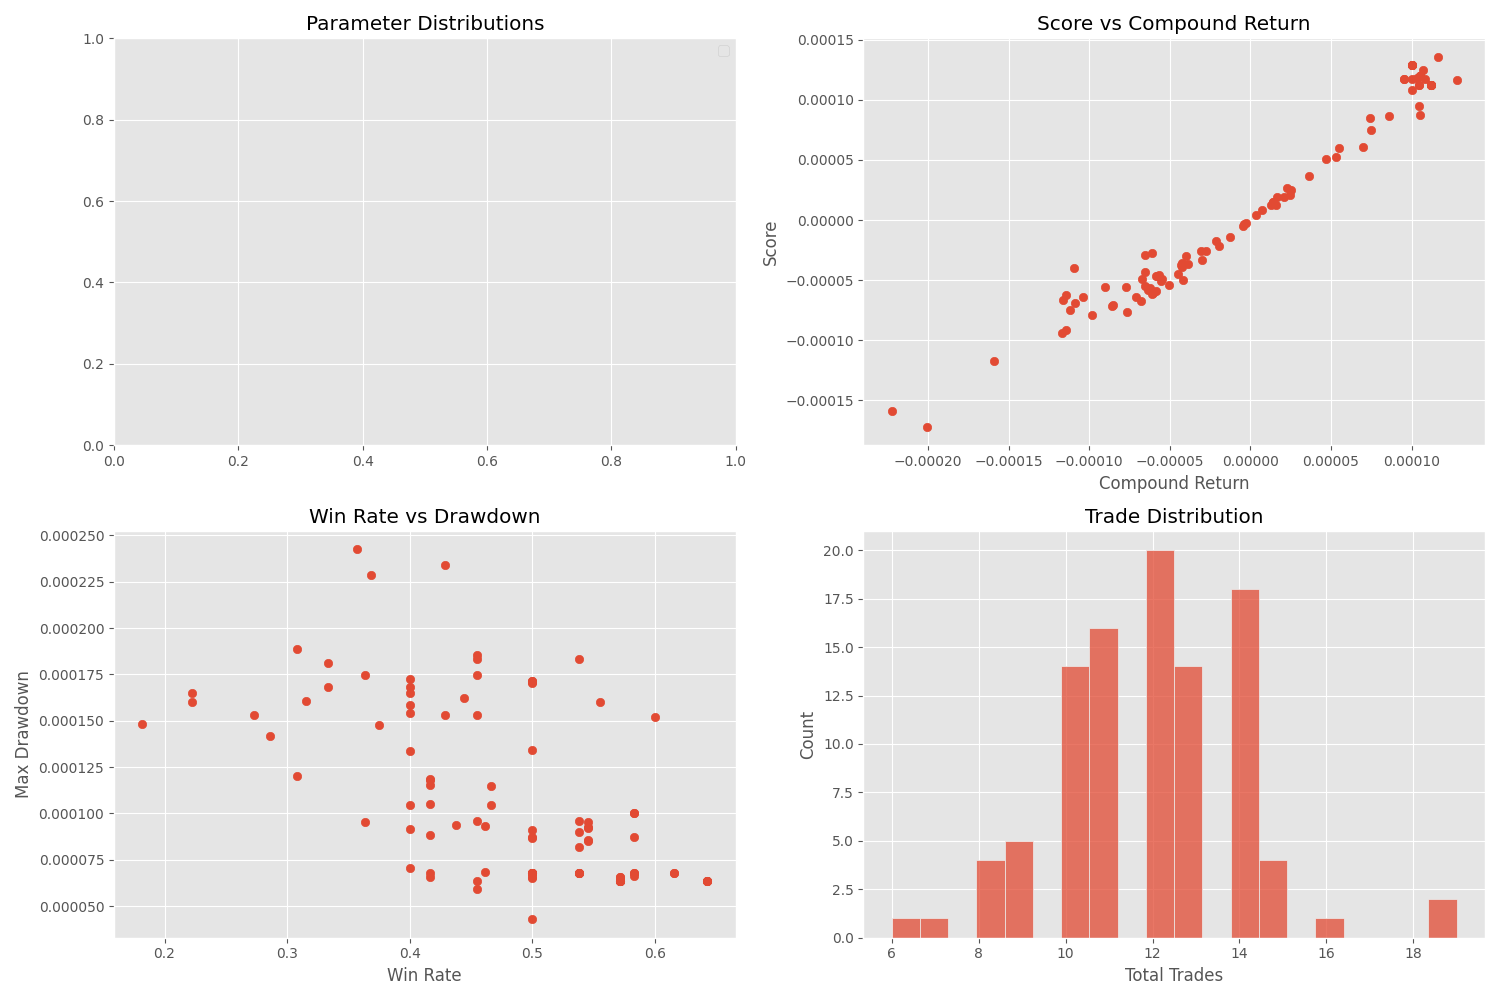 Parameter Distributions
1.0
0.8
0.6
0.4
0.2
0.0
0.0 0.2 0.4 0.6 0.8 1.0
Score vs Compound Return
Score
0.00015
0.00010
0.00005
0.00000
−0.00005
−0.00010
−0.00015
−0.00020 −0.00015 −0.00010 −0.00005 0.00000 0.00005 0.00010
Compound Return
Win Rate vs Drawdown
Max Drawdown
0.000250
0.000225
0.000200
0.000175
0.000150
0.000125
0.000100
0.000075
0.000050
0.2 0.3 0.4 0.5 0.6
Win Rate
Trade Distribution
Count
20.0
17.5
15.0
12.5
10.0
7.5
5.0
2.5
0.0
6 8 10 12 14 16 18
Total Trades